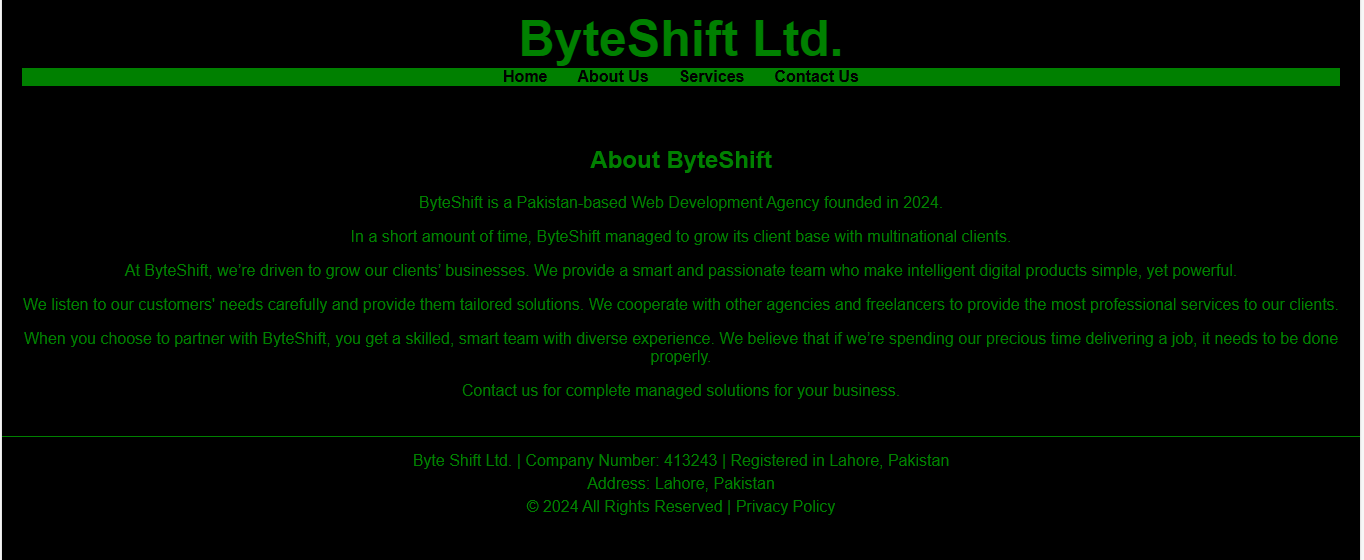 ByteShift Ltd.
Home About Us Services Contact Us
About ByteShift
ByteShift is a Pakistan-based Web Development Agency founded in 2024.
In a short amount of time, ByteShift managed to grow its client base with multinational clients.
At ByteShift, we’re driven to grow our clients’ businesses. We provide a smart and passionate team who make intelligent digital products simple, yet powerful.
We listen to our customers' needs carefully and provide them tailored solutions. We cooperate with other agencies and freelancers to provide the most professional services to our clients.
When you choose to partner with ByteShift, you get a skilled, smart team with diverse experience. We believe that if we’re spending our precious time delivering a job, it needs to be done
properly.
Contact us for complete managed solutions for your business.
Byte Shift Ltd. | Company Number: 413243 | Registered in Lahore, Pakistan
Address: Lahore, Pakistan
© 2024 All Rights Reserved | Privacy Policy